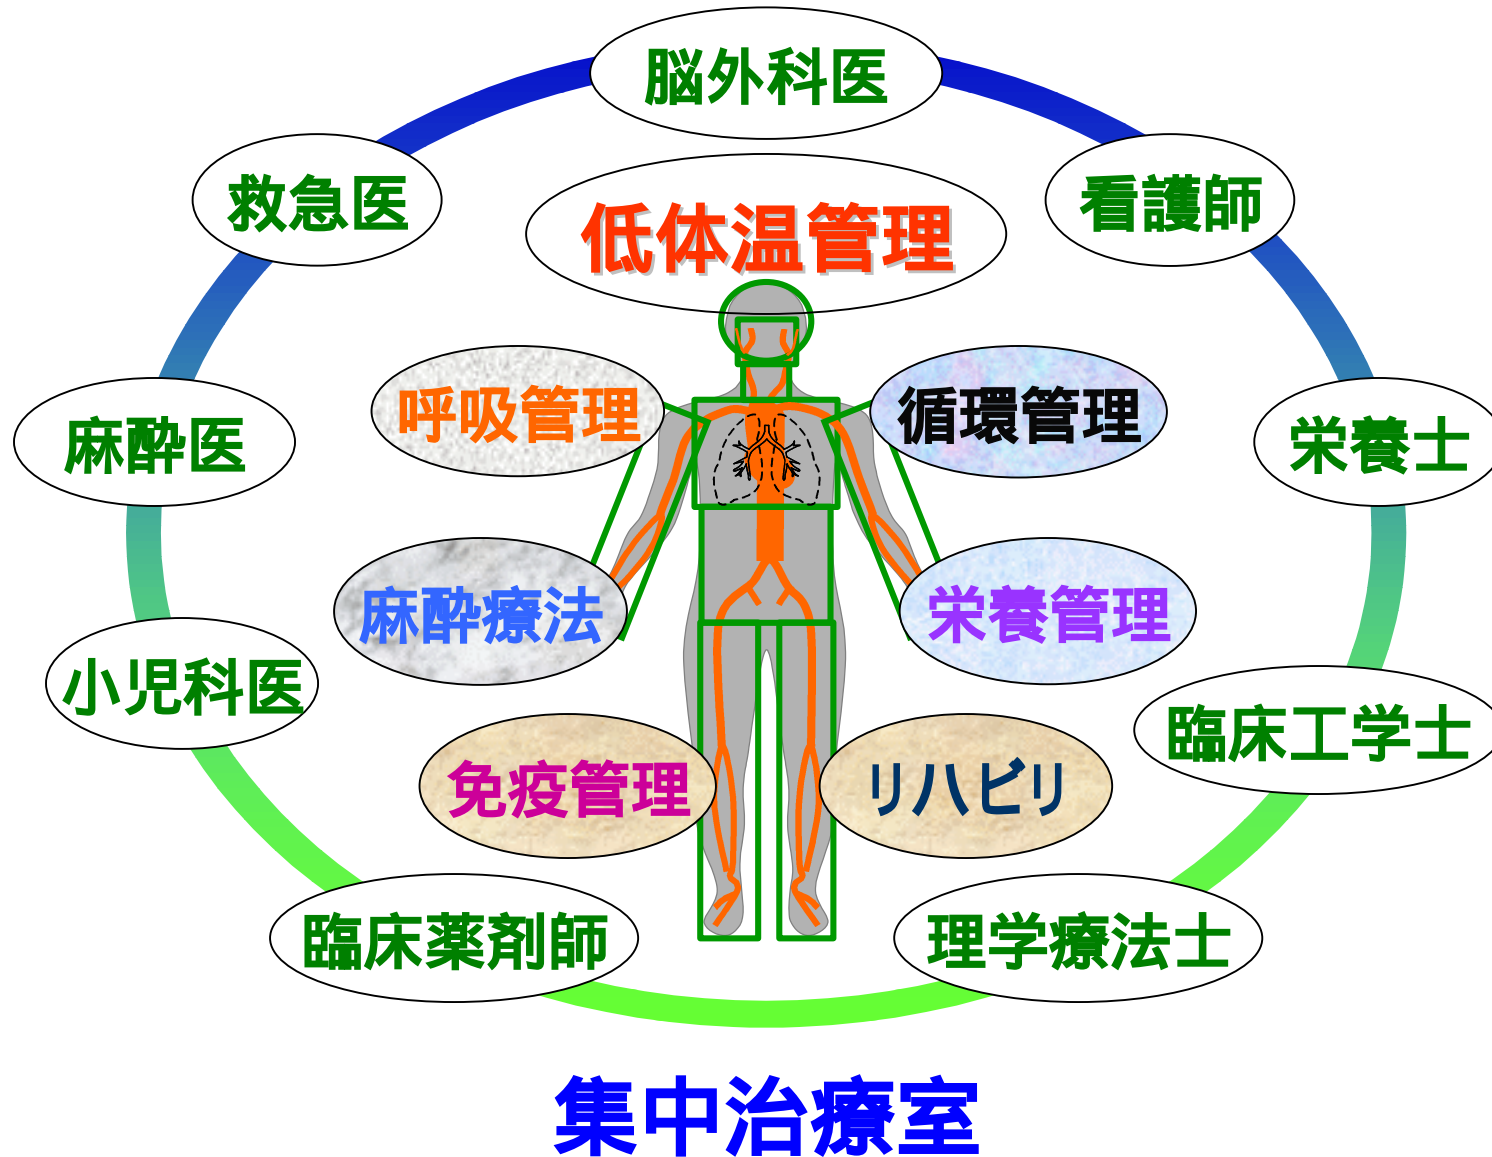 脳外科医
救急医
看護師
低体温管理
呼吸管理
循環管理
麻酔医
栄養士
麻酔療法
栄養管理
小児科医
臨床工学士
免疫管理
リハビリ
臨床薬剤師
理学療法士
集中治療室